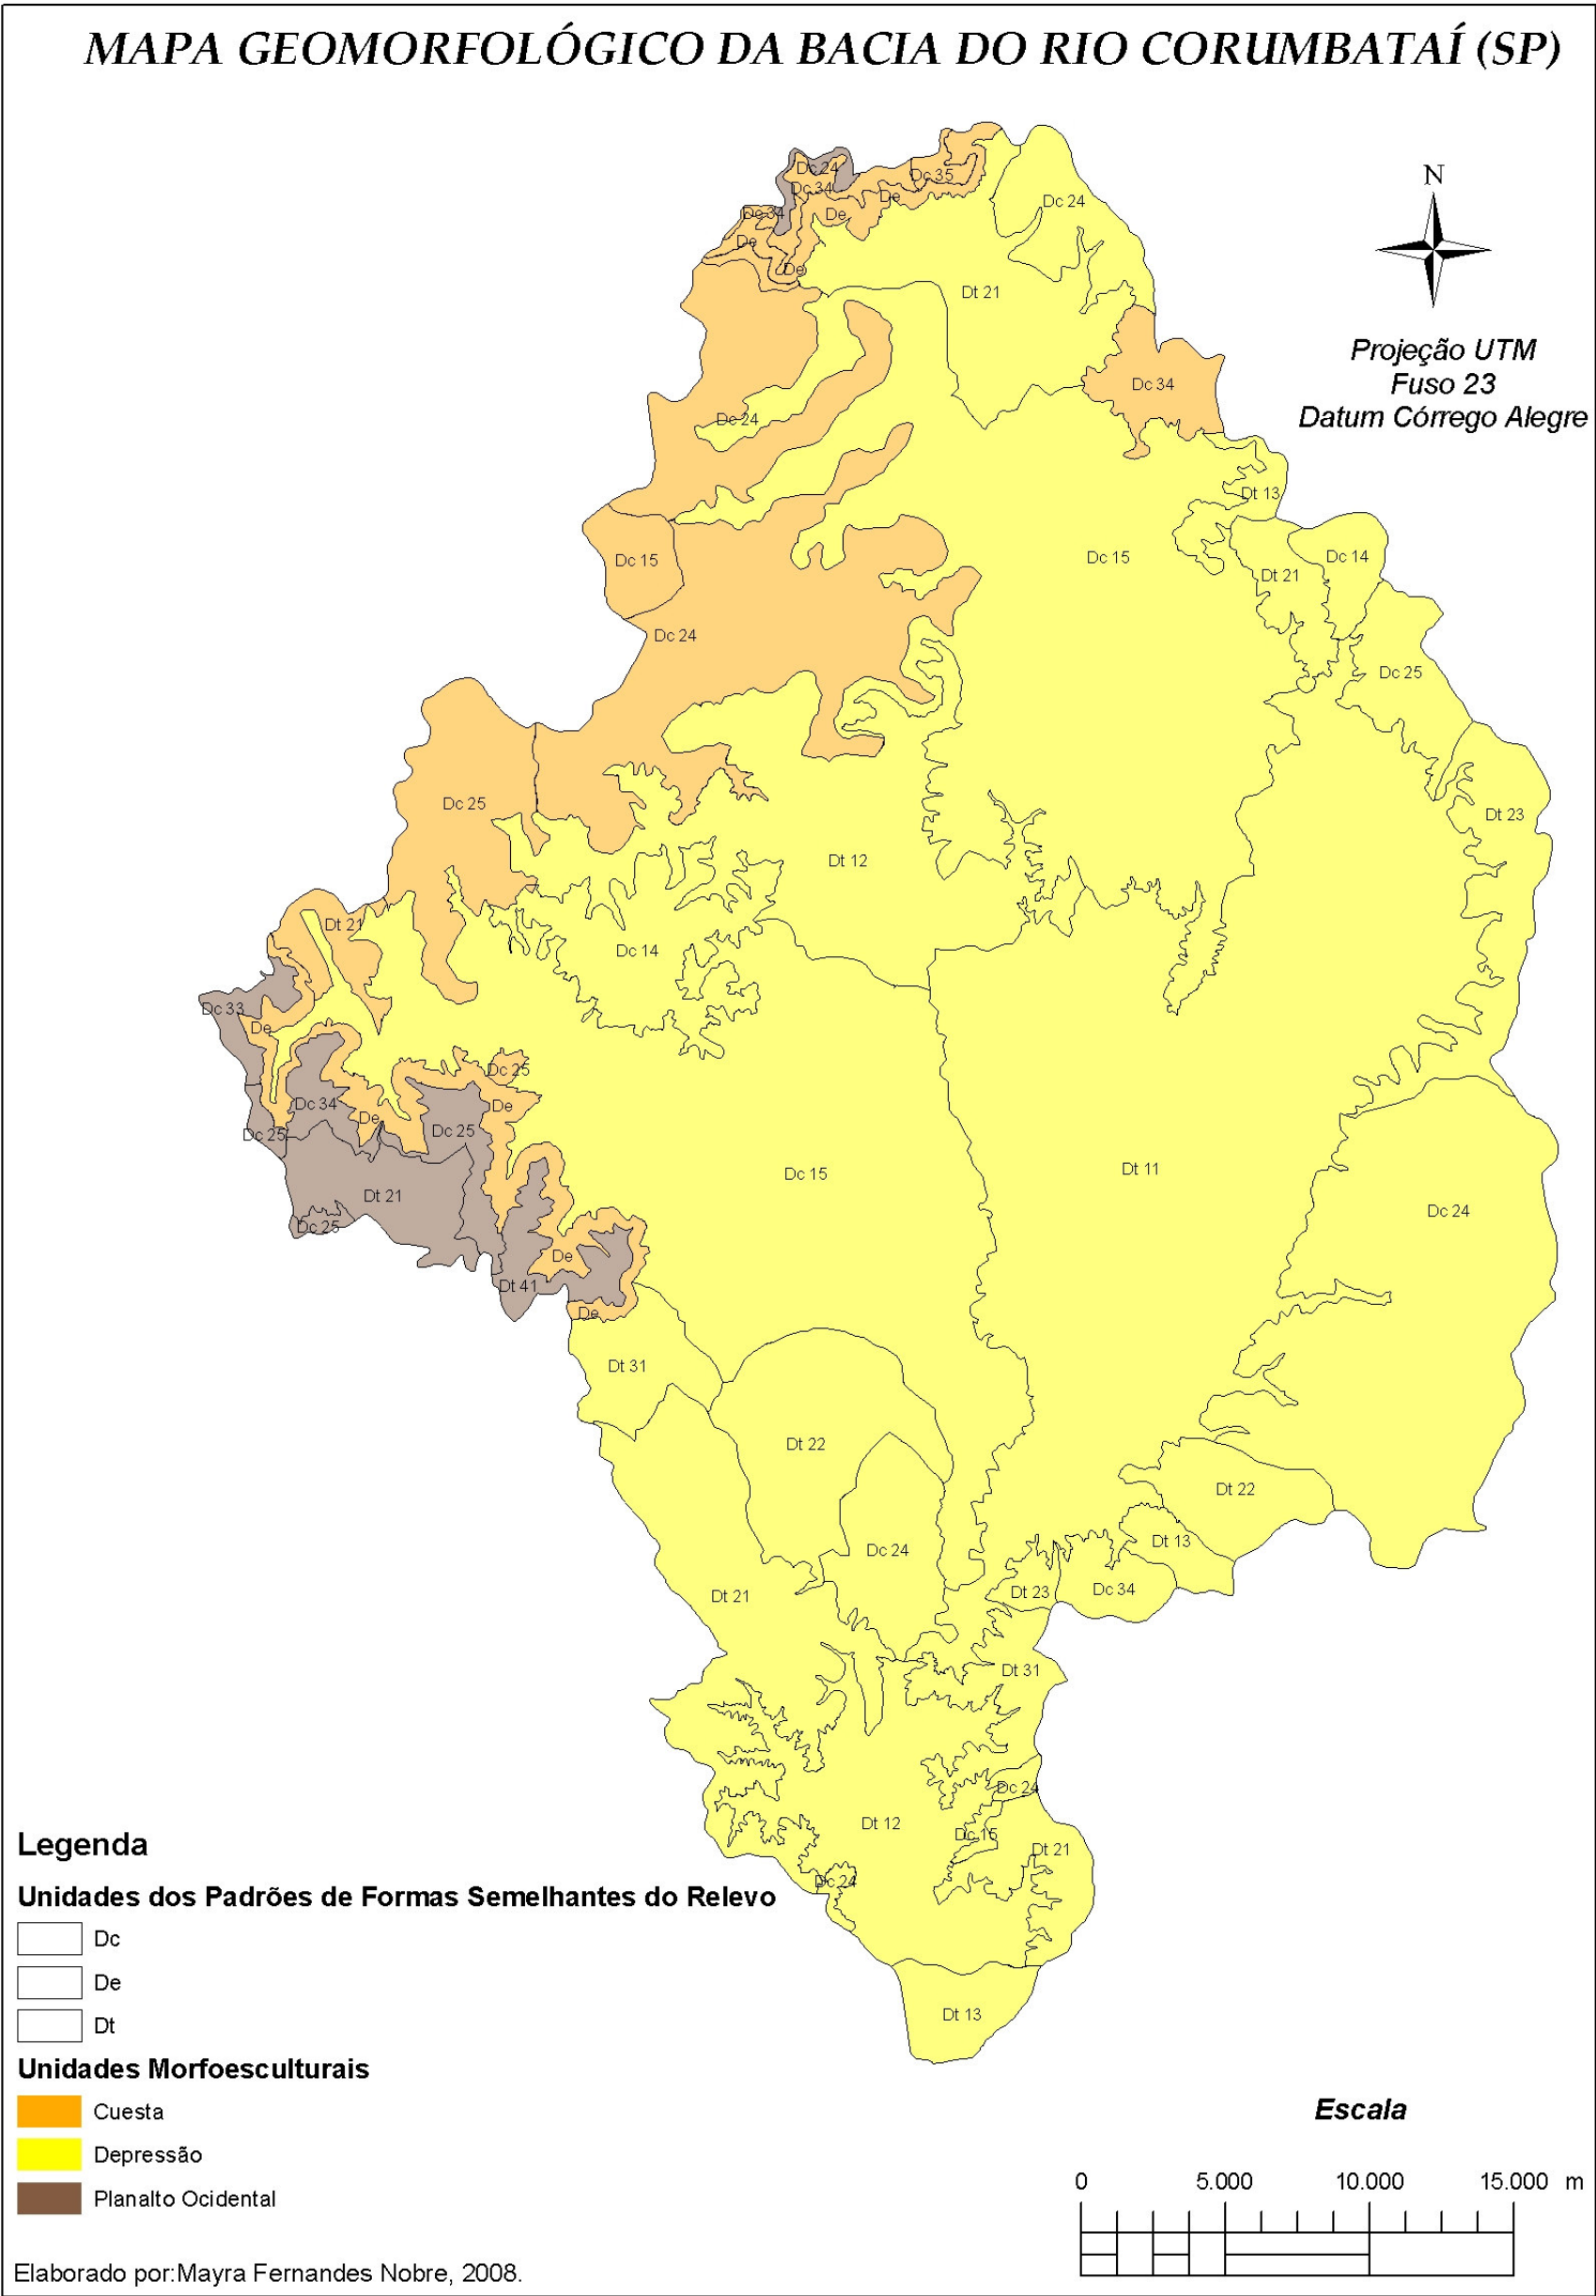 MAPA GEOMORFOLÓGICO DA BACIA DO RIO CORUMBATAÍ (SP)
N
Projeção UTM
Fuso 23
Datum Córrego Alegre
Dc 24
Dc 34
Dc 35
De
De
Dc 24
Dc 34
De
De
Dt 21
Dc 34
Dc 24
Dt 13
Dc 15
Dc 15
Dt 21
Dc 14
Dc 24
Dc 25
Dc 25
Dt 23
Dt 12
Dt 21
Dc 14
Dc 33
De
Dc 25
Dc 34
De
De
Dc 25
Dc 25
Dc 15
Dt 11
Dt 21
Dc 24
Dc 25
De
Dt 41
De
Dt 31
Dt 22
Dt 22
Dc 24
Dt 13
Dt 21
Dt 23
Dc 34
Dt 31
Dc 24
Dt 12
Dc 15
Dt 21
Dc 24
Dt 13
Legenda
Unidades dos Padrões de Formas Semelhantes do Relevo
Dc
De
Dt
Unidades Morfoesculturais
Cuesta
Depressão
Planalto Ocidental
Escala
0 5.000 10.000 15.000 m
Elaborado por:Mayra Fernandes Nobre, 2008.